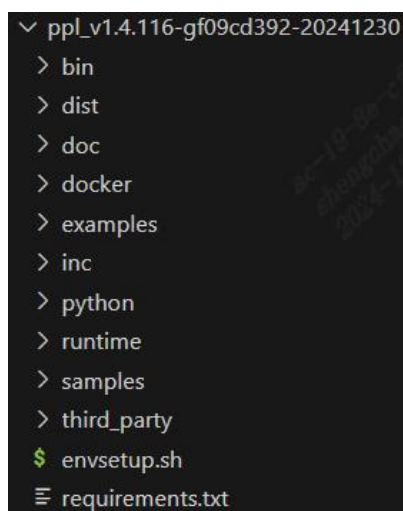 ppl_v1.4.116-gf09cd392-20241230
bin
dist
doc
docker
examples
inc
python
runtime
samples
third_party
$ envsetup.sh
requirements.txt